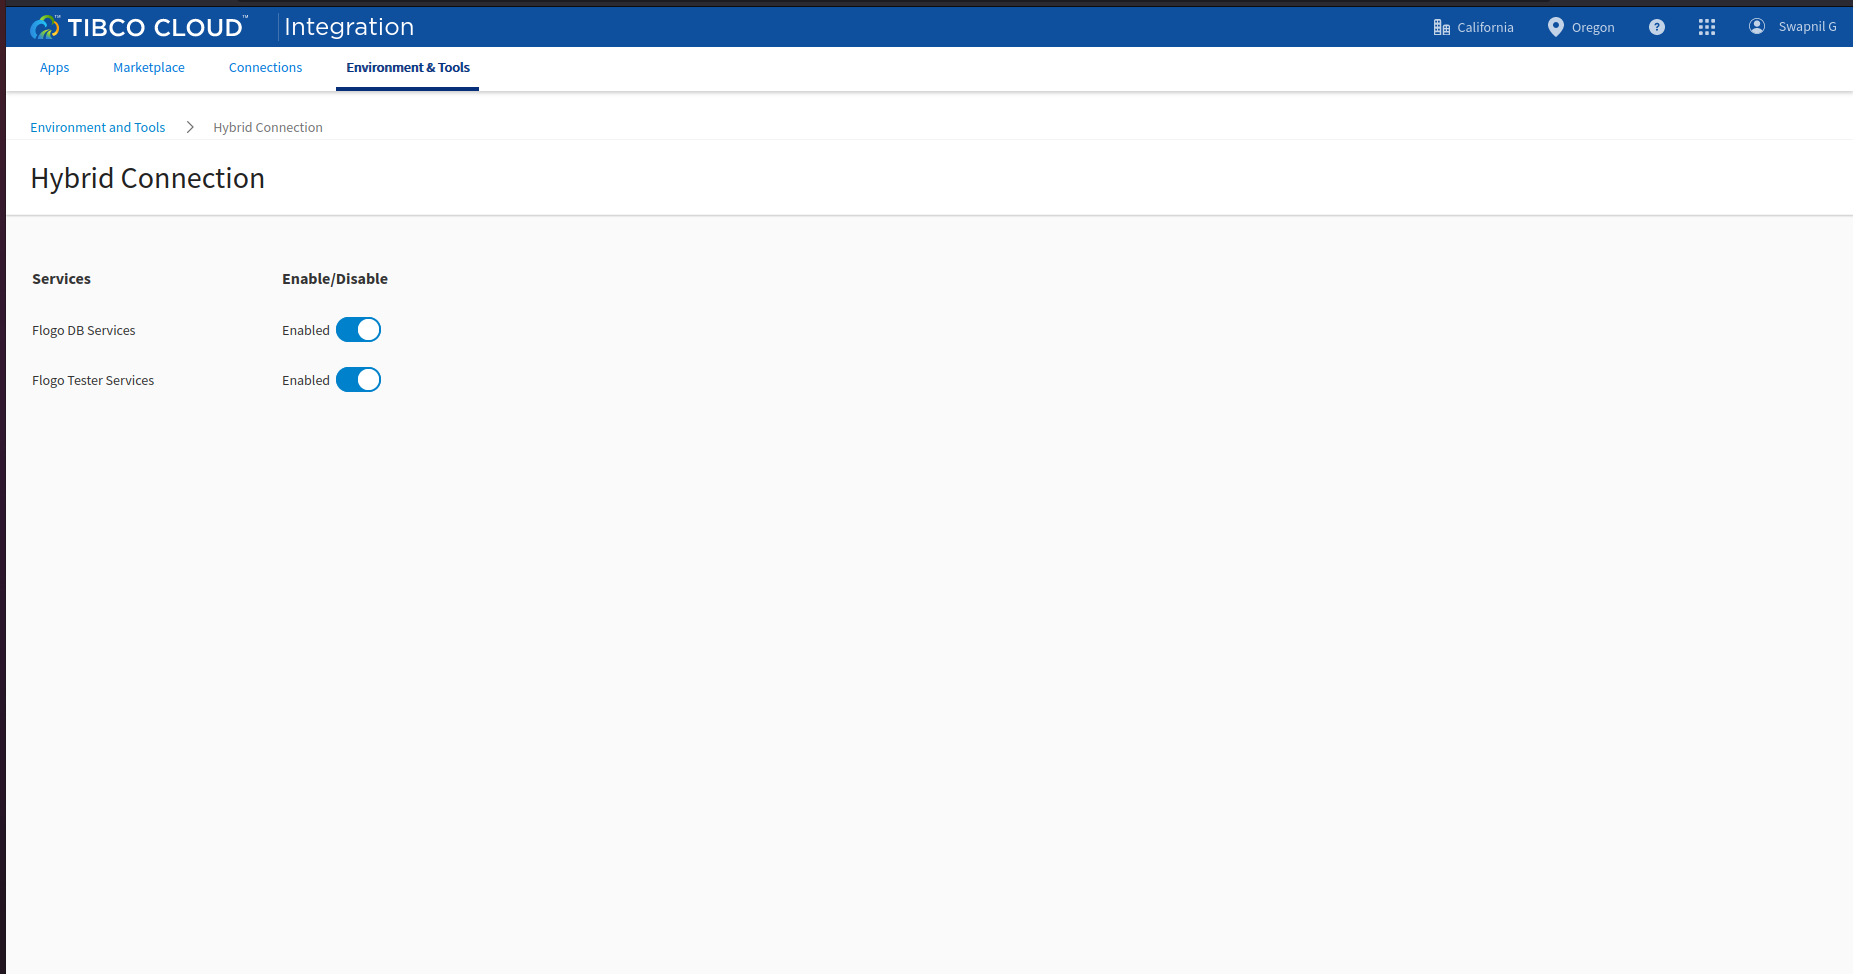 TIBCO CLOUD™ Integration California Oregon ? Swapnil G
Apps Marketplace Connections Environment & Tools
Environment and Tools > Hybrid Connection
Hybrid Connection
Services Enable/Disable
Flogo DB Services Enabled
Flogo Tester Services Enabled